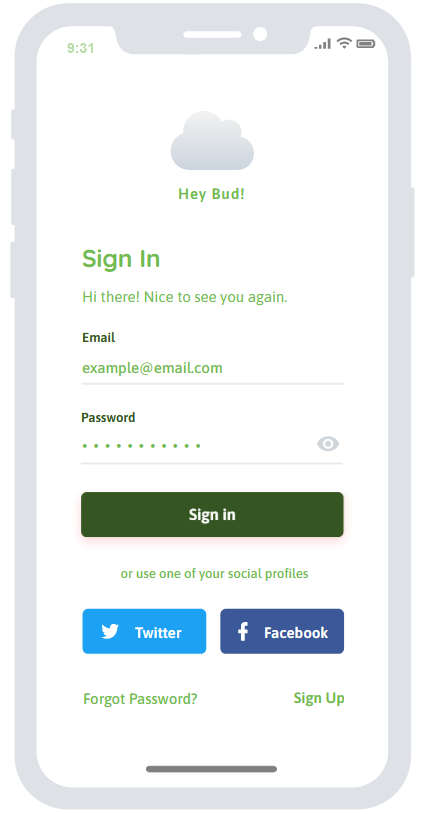 9:31
Hey Bud!
Sign In
Hi there! Nice to see you again.
Email
example@email.com
Password
• • • • • • • • • • •
Sign in
or use one of your social profiles
Twitter Facebook
Forgot Password? Sign Up